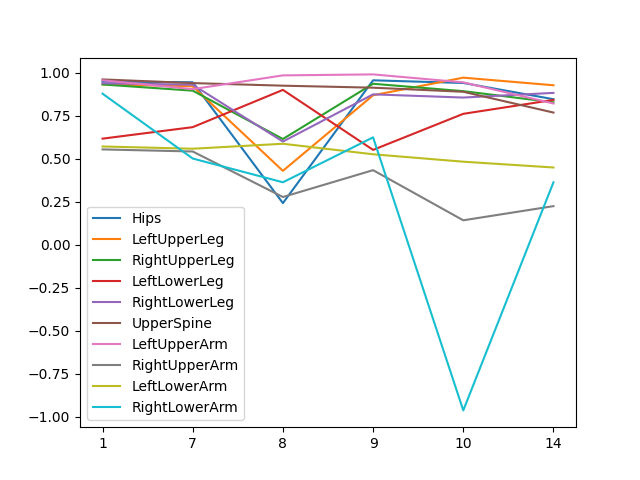 1.00
0.75
0.50
0.25
0.00
−0.25
−0.50
−0.75
−1.00
Hips
LeftUpperLeg
RightUpperLeg
LeftLowerLeg
RightLowerLeg
UpperSpine
LeftUpperArm
RightUpperArm
LeftLowerArm
RightLowerArm
1 7 8 9 10 14